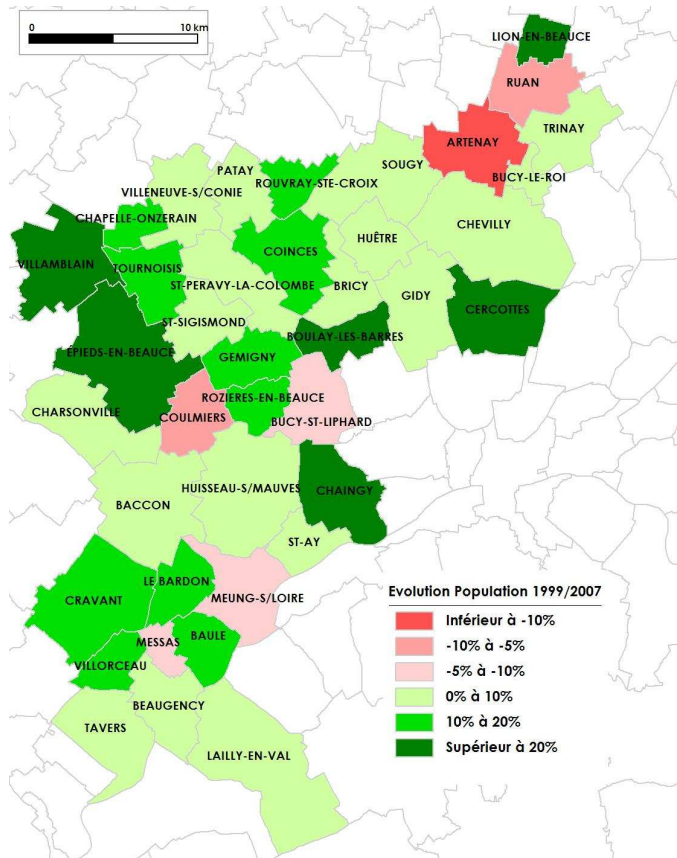 0 10 km
LION-EN-BEAUCE
RUAN
TRINAY
ARTENAY
SOUGY
BUCY-LE-ROI
PATAY
ROUVRAY-STE-CROIX
VILLENEUVE-S/CONIE
CHAPELLE-ONZERAIN
CHEVILLY
HUÊTRE
COINCES
VILLAMBLAIN
TOURNOISIS
ST-PERAVY-LA-COLOMBE
BRICY
GIDY
CERCOTTES
ST-SIGISMOND
BOULAY-LES-BARRES
ÉPIEDS-EN-BEAUCE
GEMIGNY
ROZIERES-EN-BEAUCE
CHARSONVILLE
COULMIERS
BUCY-ST-LIPHARD
HUISSEAU-S/MAUVES
CHAINGY
BACCON
ST-AY
LE BARDON
CRAVANT
MEUNG-S/LOIRE
BAULE
MESSAS
VILLORCEAU
BEAUGENCY
TAVERS
LAILLY-EN-VAL
Evolution Population 1999/2007
Inférieur à -10%
-10% à -5%
-5% à -10%
0% à 10%
10% à 20%
Supérieur à 20%